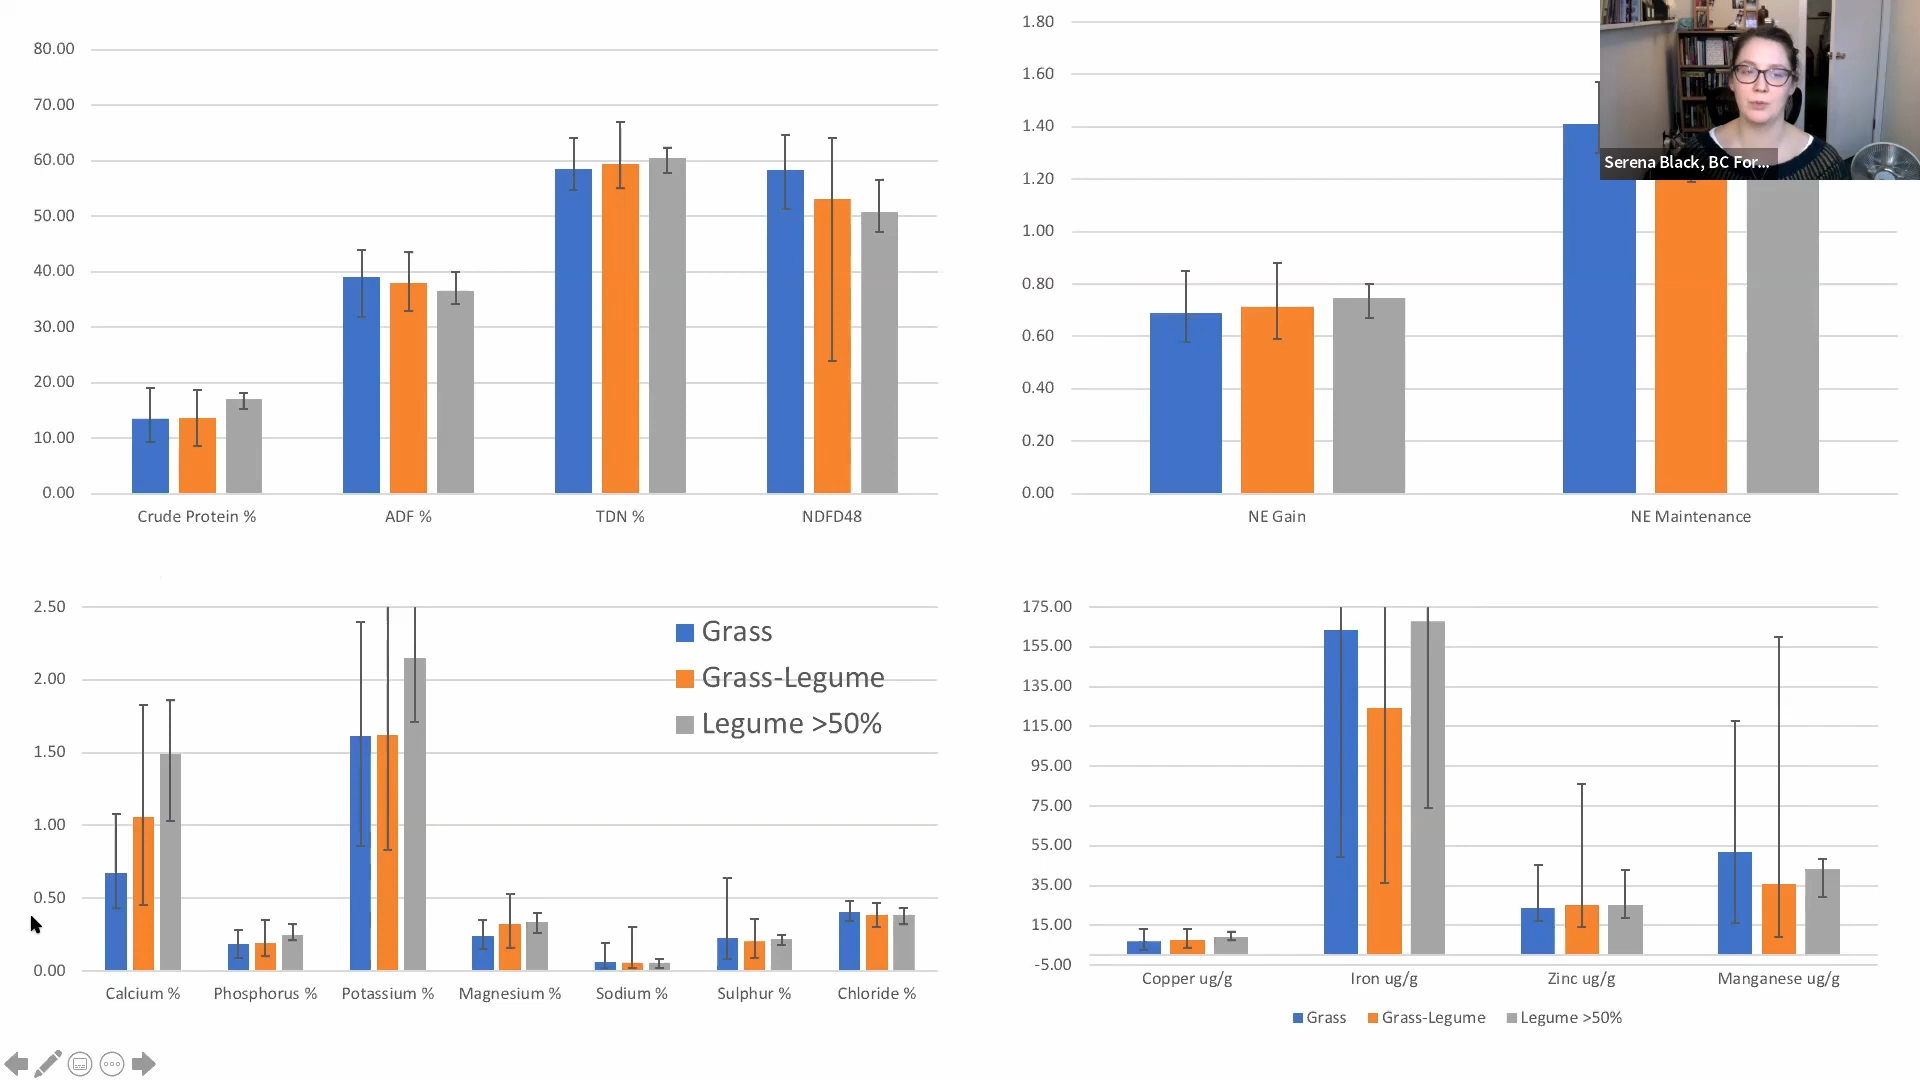 80.00
70.00
60.00
50.00
40.00
30.00
20.00
10.00
0.00
Crude Protein %
ADF %
TDN %
NDFD48
1.80
1.60
1.40
1.20
1.00
0.80
0.60
0.40
0.20
0.00
NE Gain
NE Maintenance
Serena Black, BC For...
2.50
2.00
1.50
1.00
0.50
0.00
Grass
Grass-Legume
Legume >50%
Calcium %
Phosphorus %
Potassium %
Magnesium %
Sodium %
Sulphur %
Chloride %
175.00
155.00
135.00
115.00
95.00
75.00
55.00
35.00
15.00
-5.00
Copper ug/g
Iron ug/g
Zinc ug/g
Manganese ug/g
Grass
Grass-Legume
Legume >50%